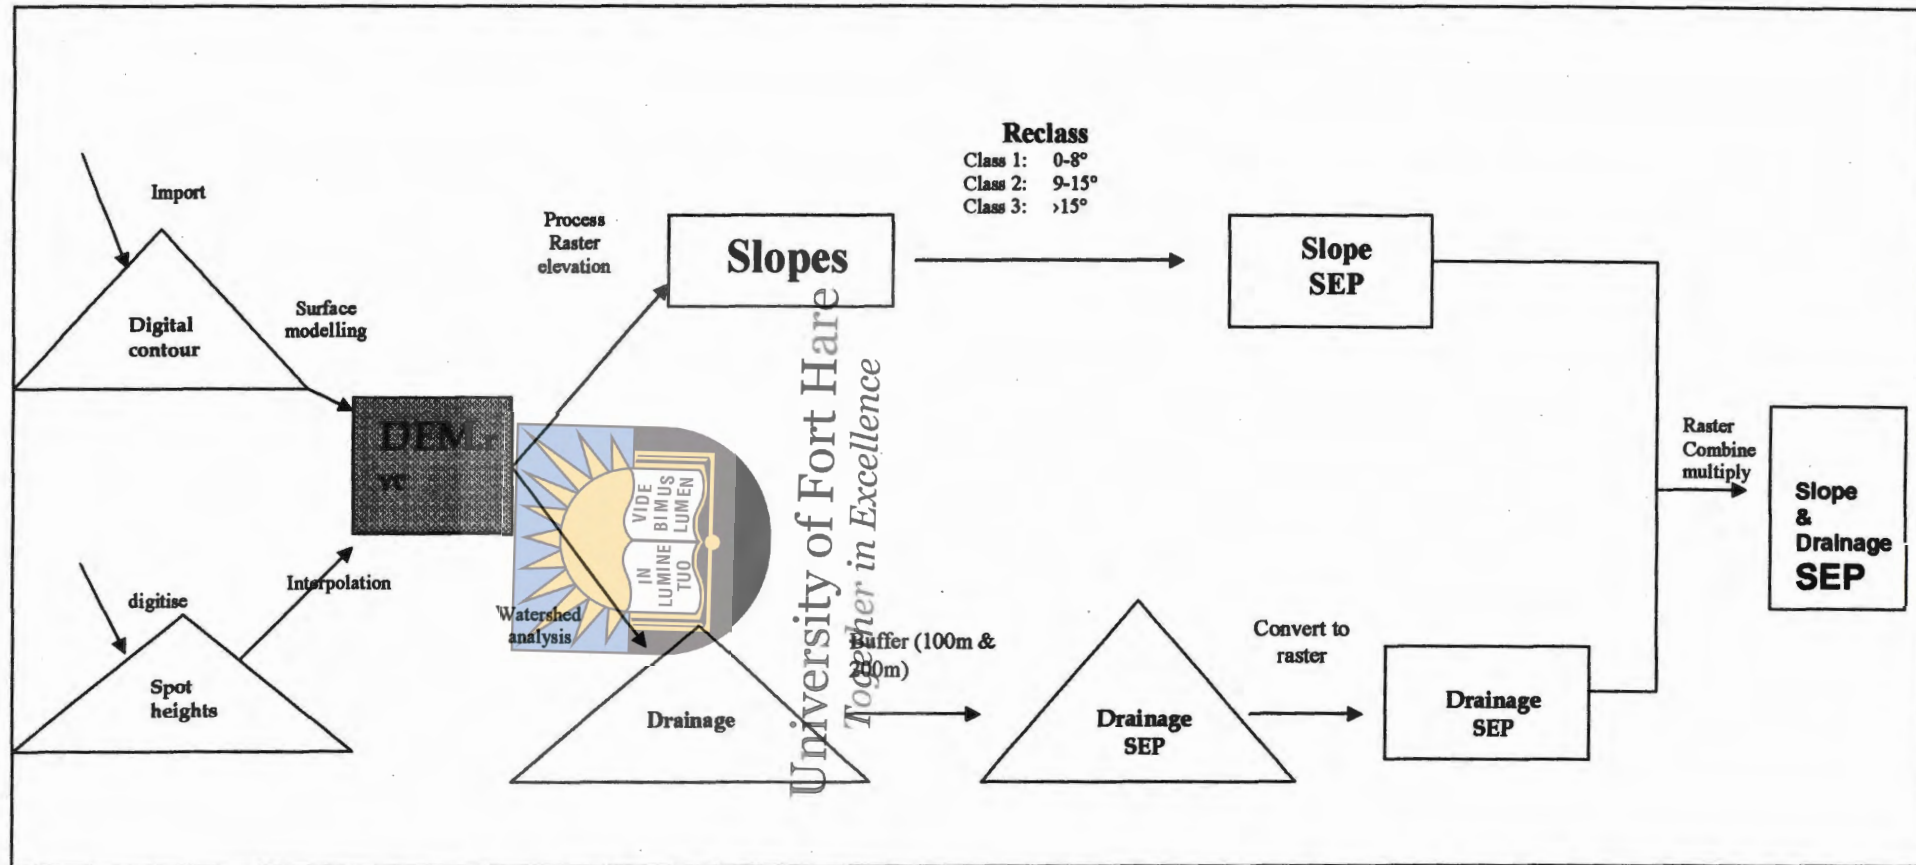 Import
Digital
contour
Surface
modelling
DEM
digitise
Interpolation
Spot
heights
Process
Raster
elevation
Slopes
Reclass
Class 1: 0-8°
Class 2: 9-15°
Class 3: >15°
Slope
SEP
Watershed
analysis
VIDE
BIMUS
LUMEN
IN
LUMINE
TUO
University of Fort Hare
Together in Excellence
Drainage
Buffer (100m &
200m)
Drainage
SEP
Convert to
raster
Drainage
SEP
Raster
Combine
multiply
Slope
&
Drainage
SEP